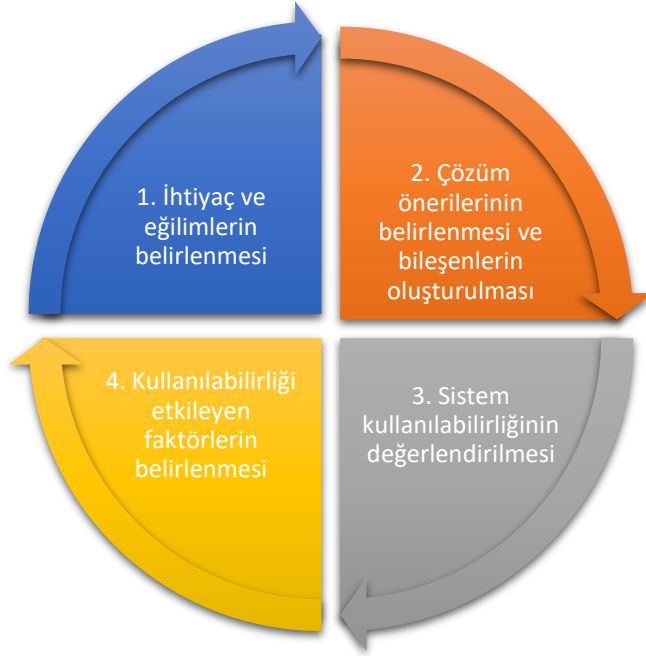 1. İhtiyaç ve
eğilimlerin
belirlenmesi
2. Çözüm
önerilerinin
belirlenmesi ve
bileşenlerin
oluşturulması
3. Sistem
kullanılabilirliğinin
değerlendirilmesi
4. Kullanılabilirliği
etkileyen
faktörlerin
belirlenmesi